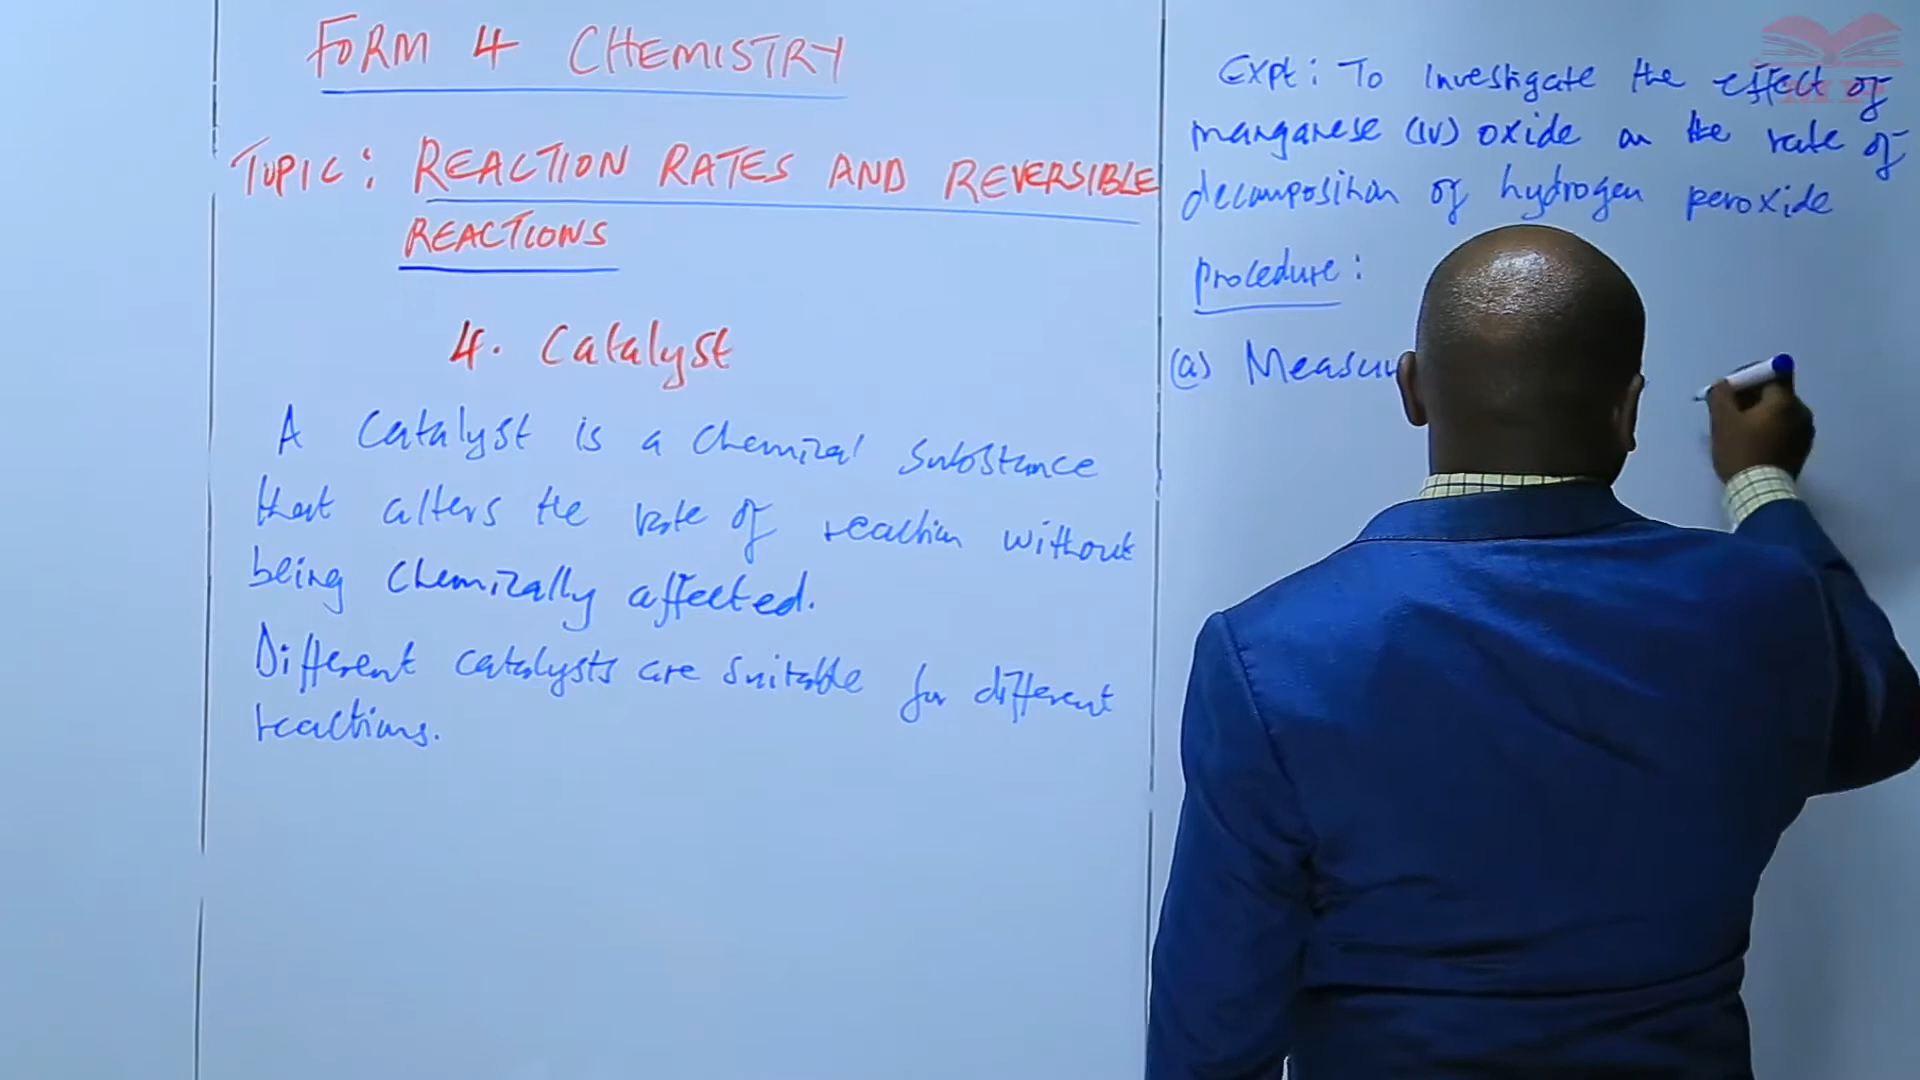 FORM 4 CHEMISTRY
TOPIC: REACTION RATES AND REVERSIBLE
REACTIONS
4. Catalyst
A catalyst is a chemical substance
that alters the rate of reaction without
being chemically affected.
Different catalysts are suitable for different
reactions.
Expt: To investigate the effect of
manganese (IV) oxide on the rate of
decomposition of hydrogen peroxide
procedure:
(a)